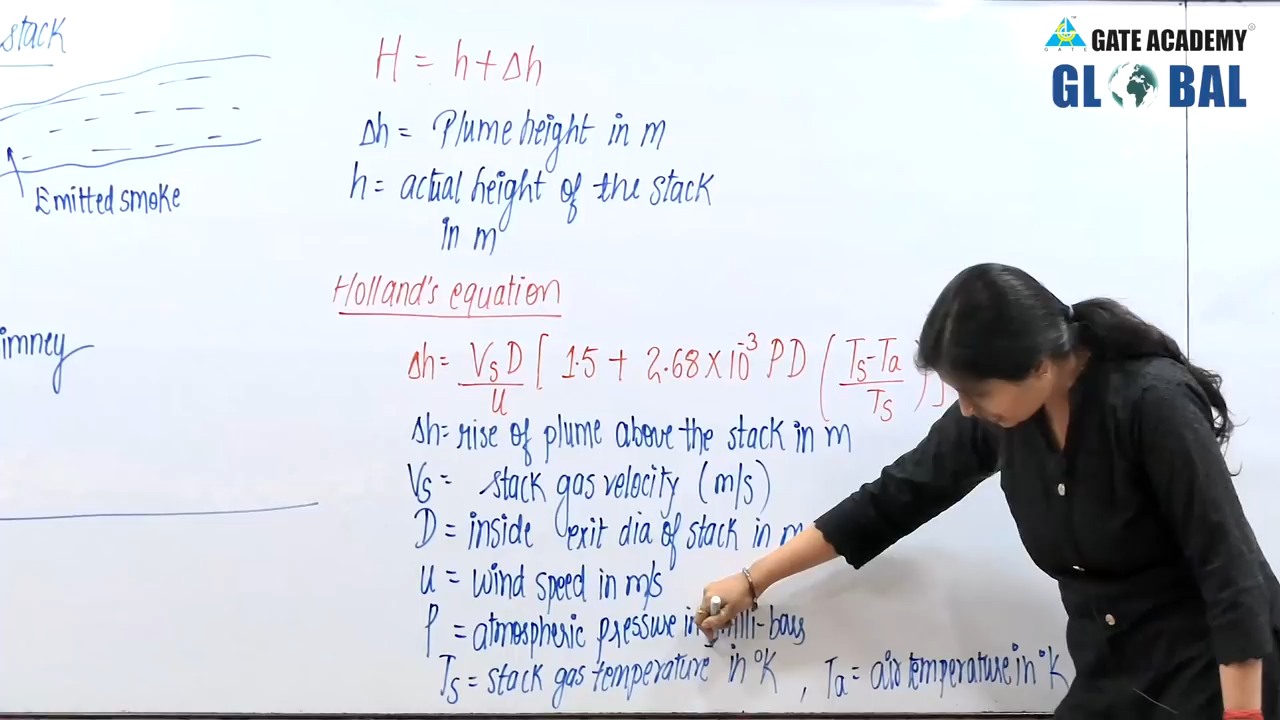 stack
Emitted smoke
imney
H = h + Δh
Δh = Plume height in m
h = actual height of the stack
in m
Holland's equation
Δh = VsD/u [ 1.5 + 2.68 × 10⁻³ PD ( Ts-Ta/Ts ) ]
Δh = rise of plume above the stack in m
Vs = stack gas velocity (m/s)
D = inside exit dia of stack in m
u = wind speed in m/s
P = atmospheric pressure in milli-bars
Ts = stack gas temperature in °K , Ta = air temperature in °K
GATE
GATE ACADEMY
GLOBAL